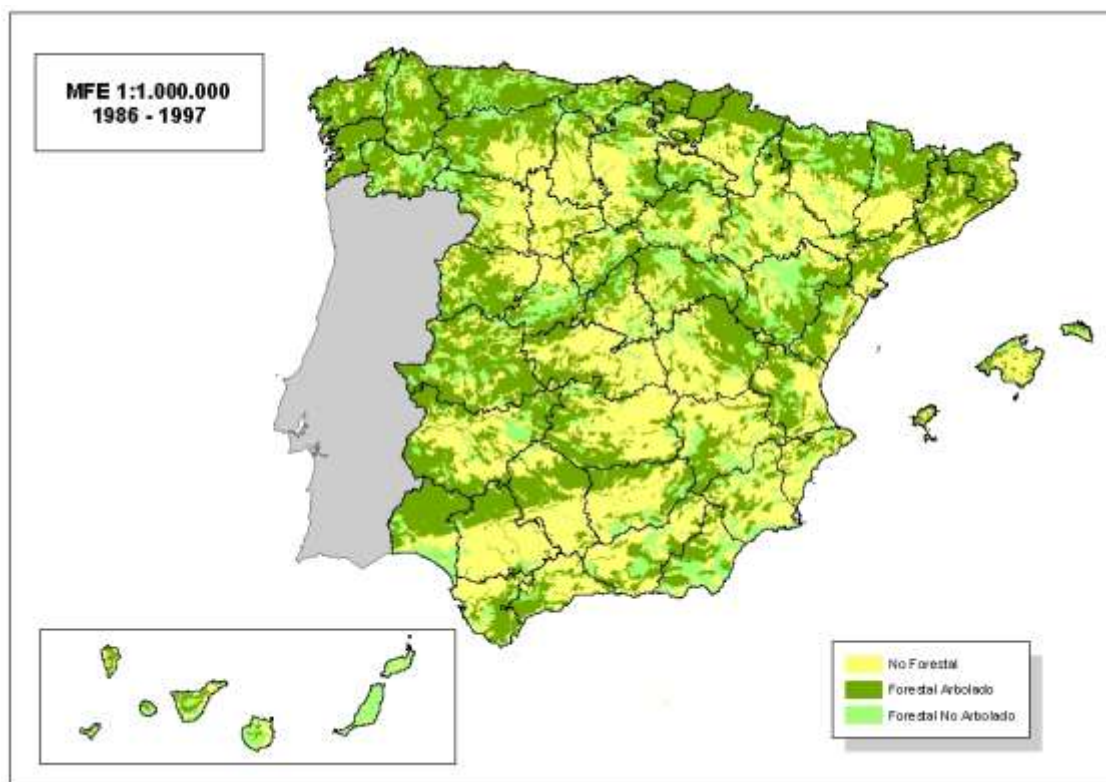 MFE 1:1.000.000
1986 - 1997
No Forestal
Forestal Arbolado
Forestal No Arbolado